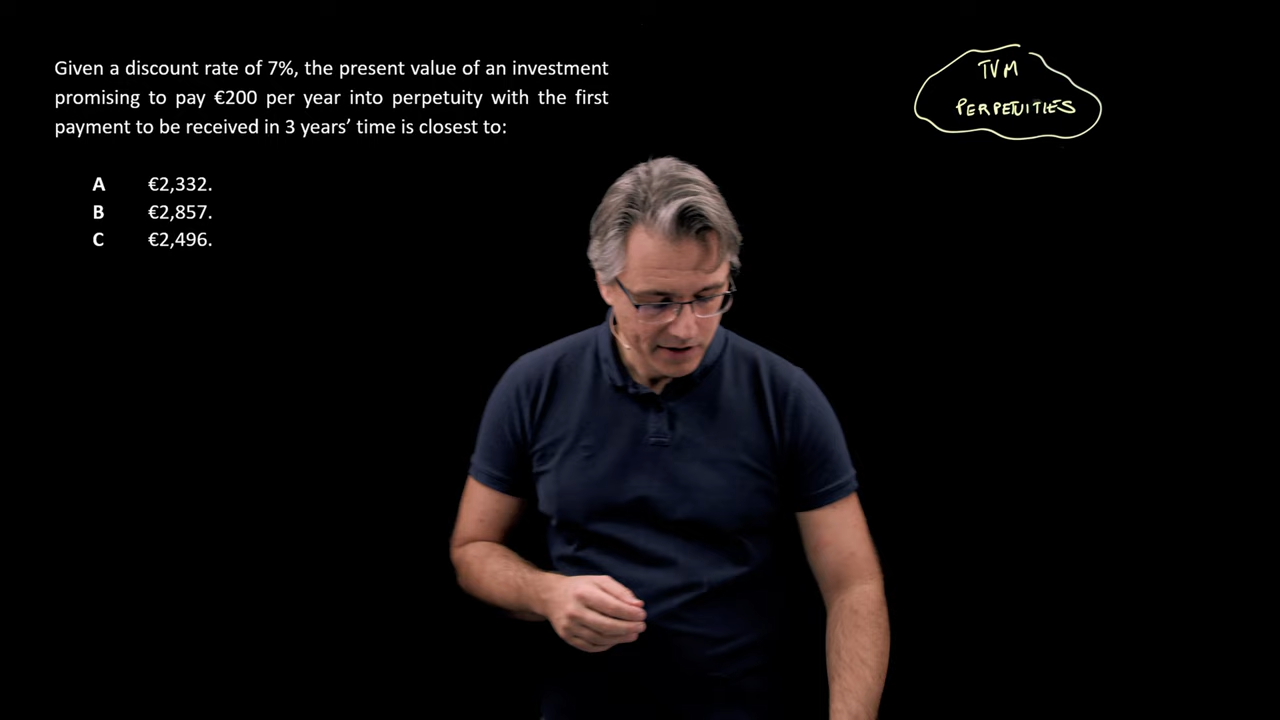 Given a discount rate of 7%, the present value of an investment
promising to pay €200 per year into perpetuity with the first
payment to be received in 3 years’ time is closest to:
A €2,332.
B €2,857.
C €2,496.
TVM
PERPENITIES